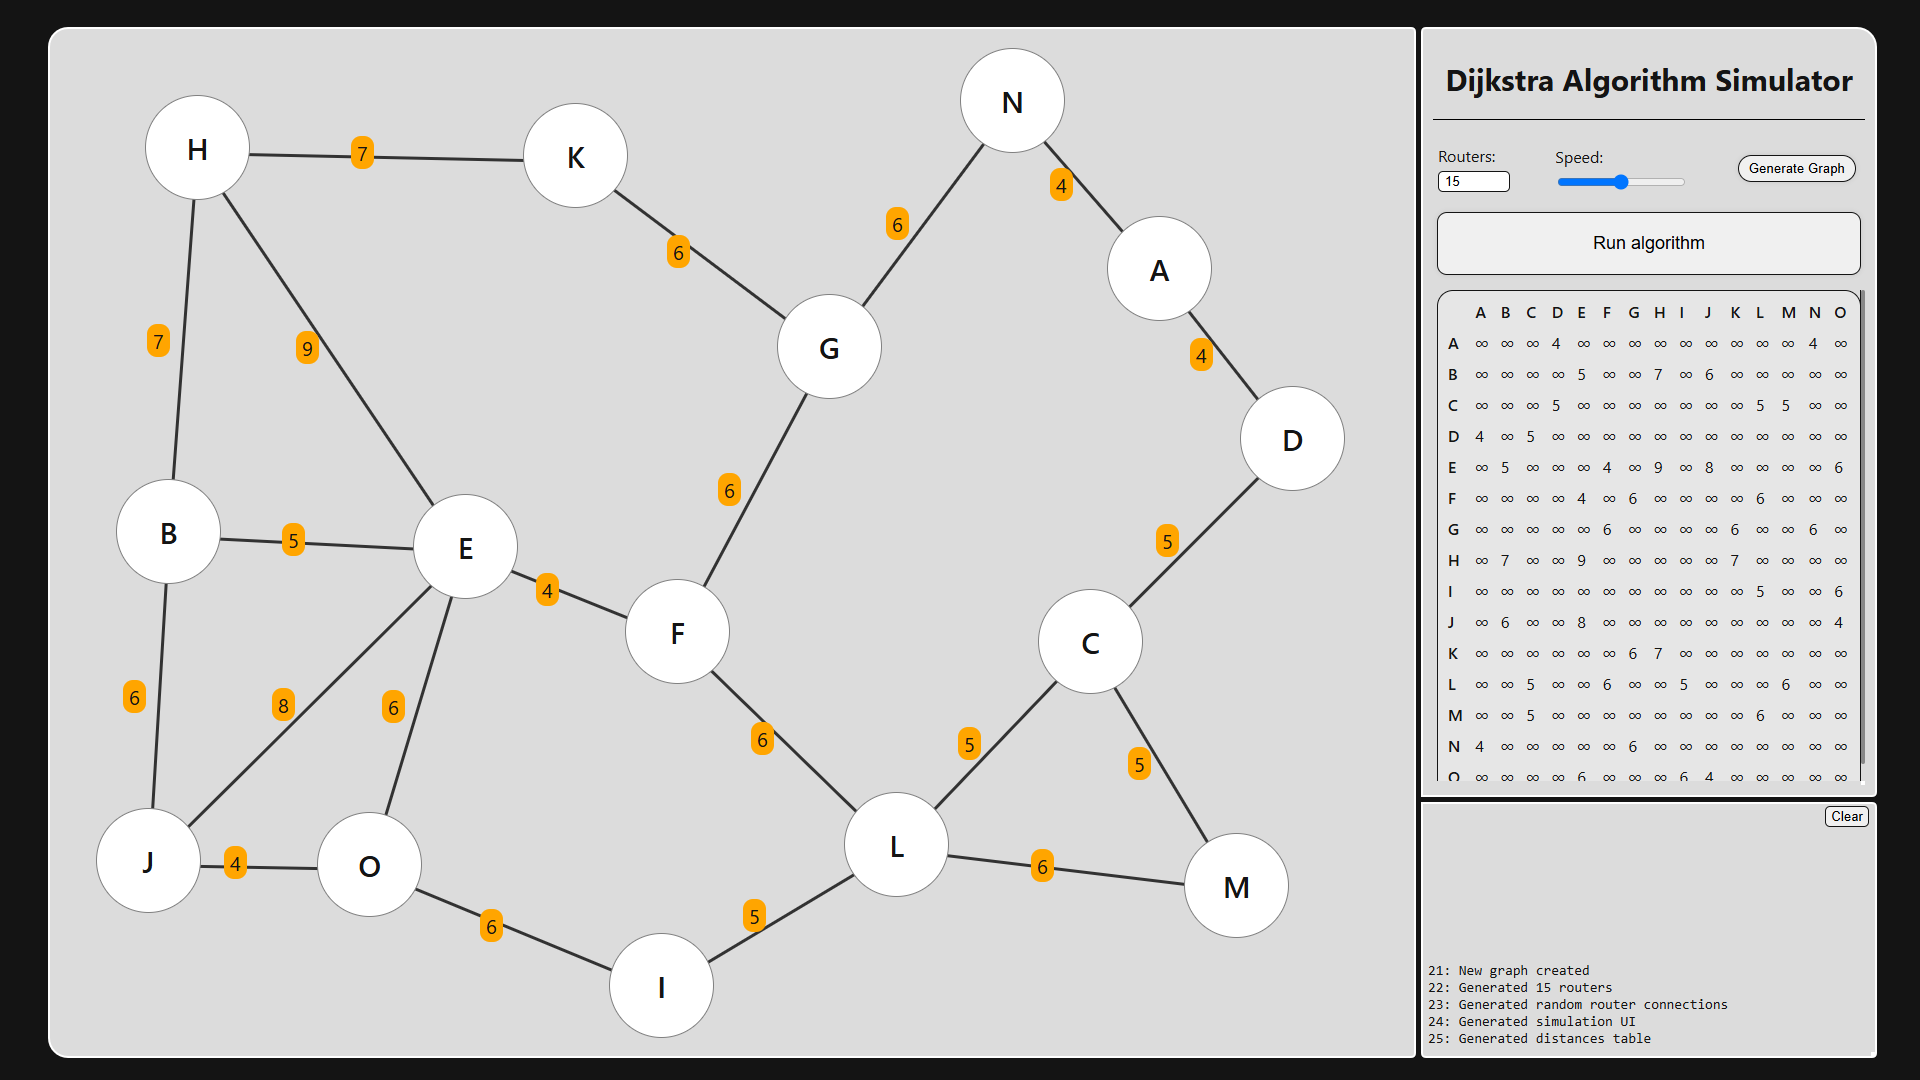 H
K
N
A
G
D
B
E
F
C
J
O
L
M
I
7
6
6
4
4
7
9
6
5
4
5
6
8
6
6
5
5
4
6
5
6
Dijkstra Algorithm Simulator
Routers:
15
Speed:
Generate Graph
Run algorithm
A B C D E F G H I J K L M N O
A ∞ ∞ ∞ 4 ∞ ∞ ∞ ∞ ∞ ∞ ∞ ∞ ∞ 4 ∞
B ∞ ∞ ∞ ∞ 5 ∞ ∞ 7 ∞ 6 ∞ ∞ ∞ ∞ ∞
C ∞ ∞ ∞ 5 ∞ ∞ ∞ ∞ ∞ ∞ ∞ 5 5 ∞ ∞
D 4 ∞ 5 ∞ ∞ ∞ ∞ ∞ ∞ ∞ ∞ ∞ ∞ ∞ ∞
E ∞ 5 ∞ ∞ ∞ 4 ∞ 9 ∞ 8 ∞ ∞ ∞ ∞ 6
F ∞ ∞ ∞ ∞ 4 ∞ 6 ∞ ∞ ∞ ∞ 6 ∞ ∞ ∞
G ∞ ∞ ∞ ∞ ∞ 6 ∞ ∞ ∞ ∞ 6 ∞ ∞ 6 ∞
H ∞ 7 ∞ ∞ 9 ∞ ∞ ∞ ∞ ∞ 7 ∞ ∞ ∞ ∞
I ∞ ∞ ∞ ∞ ∞ ∞ ∞ ∞ ∞ ∞ ∞ 5 ∞ ∞ 6
J ∞ 6 ∞ ∞ 8 ∞ ∞ ∞ ∞ ∞ ∞ ∞ ∞ ∞ 4
K ∞ ∞ ∞ ∞ ∞ ∞ 6 7 ∞ ∞ ∞ ∞ ∞ ∞ ∞
L ∞ ∞ 5 ∞ ∞ 6 ∞ ∞ 5 ∞ ∞ ∞ 6 ∞ ∞
M ∞ ∞ 5 ∞ ∞ ∞ ∞ ∞ ∞ ∞ ∞ 6 ∞ ∞ ∞
N 4 ∞ ∞ ∞ ∞ ∞ 6 ∞ ∞ ∞ ∞ ∞ ∞ ∞ ∞
O ∞ ∞ ∞ ∞ 6 ∞ ∞ ∞ 6 4 ∞ ∞ ∞ ∞ ∞
Clear
21: New graph created
22: Generated 15 routers
23: Generated random router connections
24: Generated simulation UI
25: Generated distances table